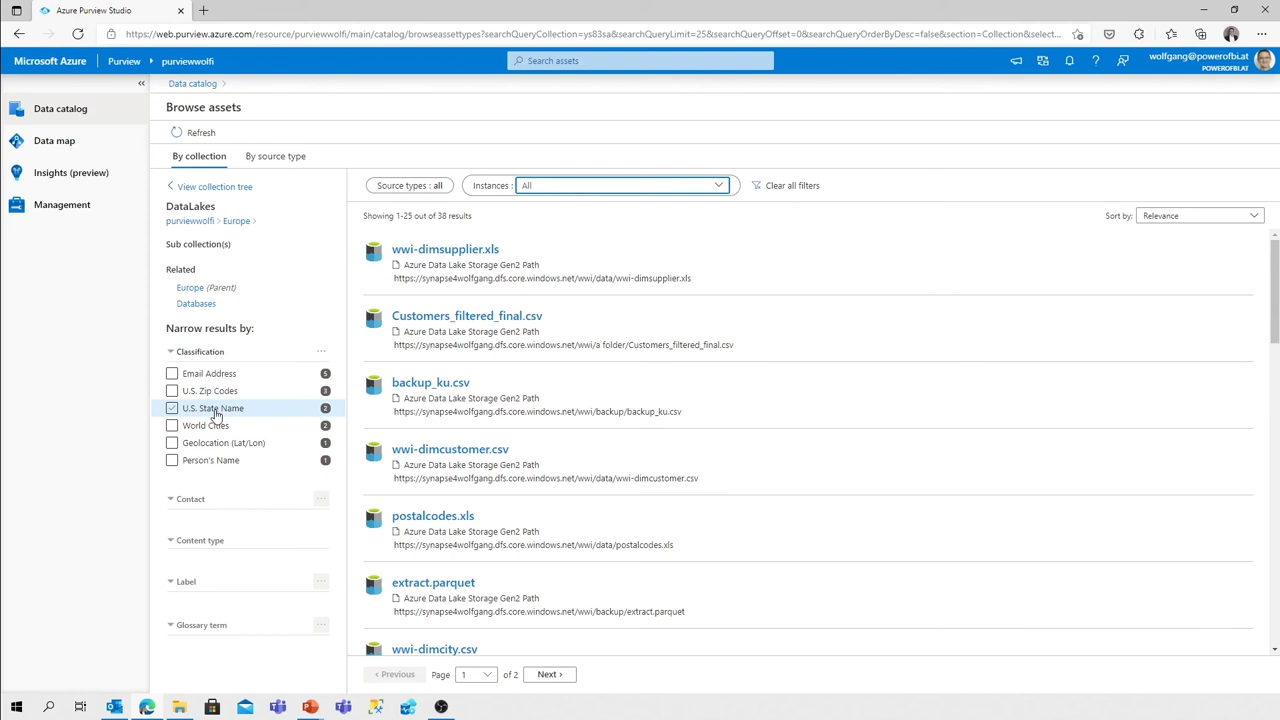 Azure Purview Studio
https://web.purview.azure.com/resource/purviewwolfi/main/catalog/browseassettypes?searchQueryCollection=ys83sa&searchQueryLimit=25&searchQueryOffset=0&searchQueryOrderByDesc=false&section=Collection&select...
Microsoft Azure Purview purviewwolfi
Search assets
wolfgang@powerofbi.at
POWEROFBI.AT
Data catalog
Data map
Insights (preview)
Management
Data catalog
Browse assets
Refresh
By collection By source type
View collection tree
DataLakes
purviewwolfi > Europe >
Sub collection(s)
Related
Europe (Parent)
Databases
Narrow results by:
Classification ...
Email Address 5
U.S. Zip Codes 3
U.S. State Name 2
World Cities 2
Geolocation (Lat/Lon) 1
Person's Name 1
Contact ...
Content type
Label ...
Glossary term ...
Source types : all Instances : All Clear all filters
Showing 1-25 out of 38 results
Sort by: Relevance
wwi-dimsupplier.xls
Azure Data Lake Storage Gen2 Path
https://synapse4wolfgang.dfs.core.windows.net/wwi/data/wwi-dimsupplier.xls
Customers_filtered_final.csv
Azure Data Lake Storage Gen2 Path
https://synapse4wolfgang.dfs.core.windows.net/wwi/a folder/Customers_filtered_final.csv
backup_ku.csv
Azure Data Lake Storage Gen2 Path
https://synapse4wolfgang.dfs.core.windows.net/wwi/backup/backup_ku.csv
wwi-dimcustomer.csv
Azure Data Lake Storage Gen2 Path
https://synapse4wolfgang.dfs.core.windows.net/wwi/data/wwi-dimcustomer.csv
postalcodes.xls
Azure Data Lake Storage Gen2 Path
https://synapse4wolfgang.dfs.core.windows.net/wwi/data/postalcodes.xls
extract.parquet
Azure Data Lake Storage Gen2 Path
https://synapse4wolfgang.dfs.core.windows.net/wwi/backup/extract.parquet
wwi-dimcity.csv
< Previous Page 1 of 2 Next >